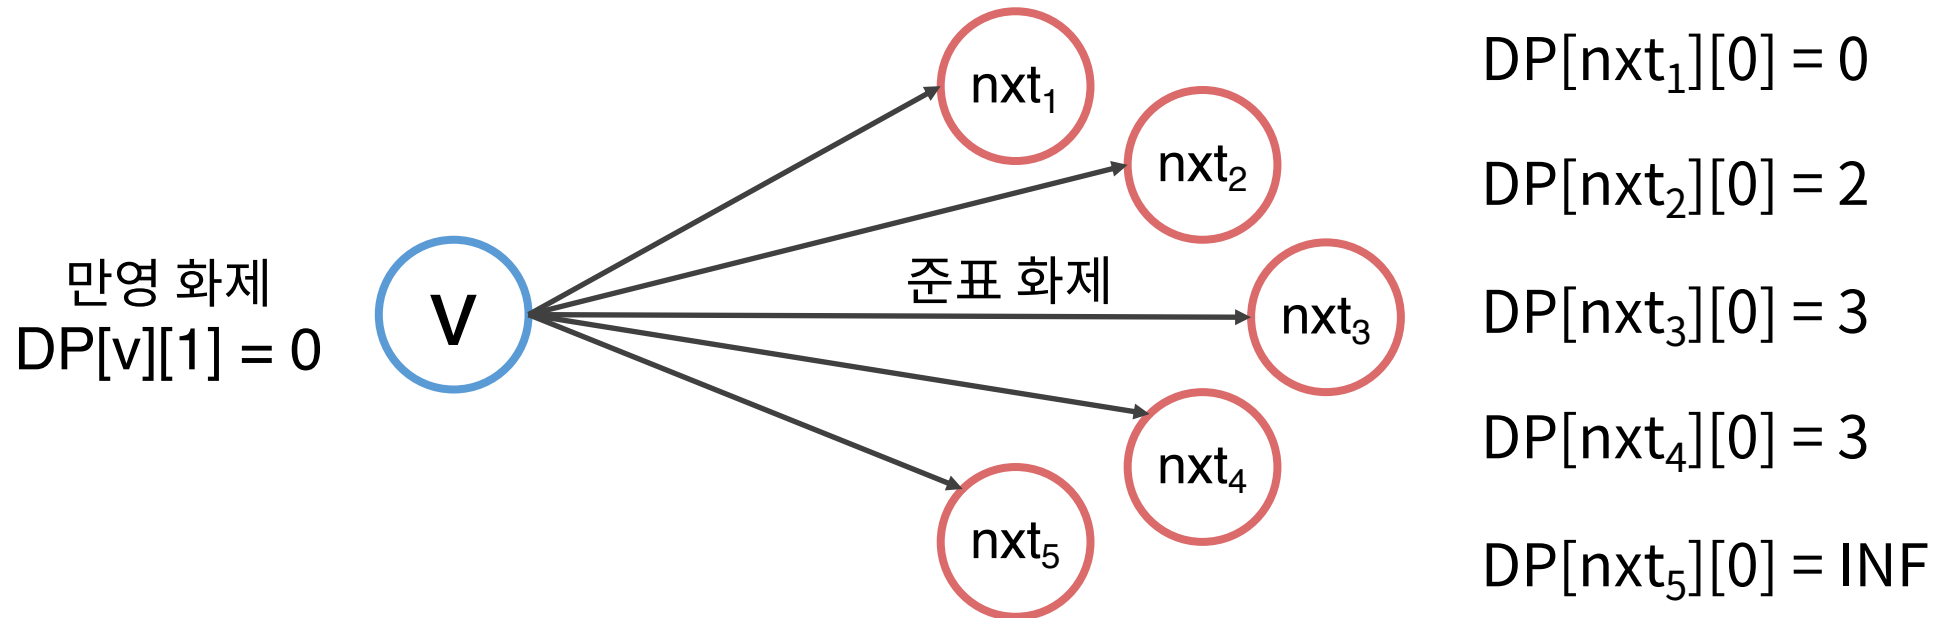 만영 화제
DP[v][1] = 0
v
준표 화제
nxt₁
nxt₂
nxt₃
nxt₄
nxt₅
DP[nxt₁][0] = 0
DP[nxt₂][0] = 2
DP[nxt₃][0] = 3
DP[nxt₄][0] = 3
DP[nxt₅][0] = INF